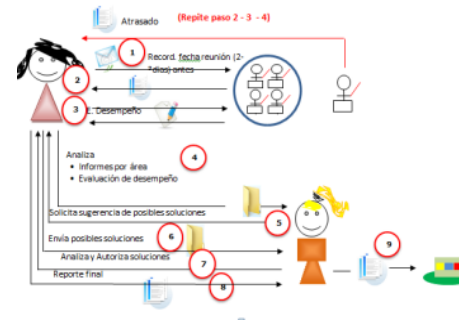 Atrasado
(Repite paso 2 - 3 - 4)
1
Record. fecha reunión (2-
días) antes
2
3
E. Desempeño
Analiza
4
• Informes por área
• Evaluación de desempeño
Solicita sugerencia de posibles soluciones
5
Envía posibles soluciones
6
9
Analiza y Autoriza soluciones
7
Reporte final
8